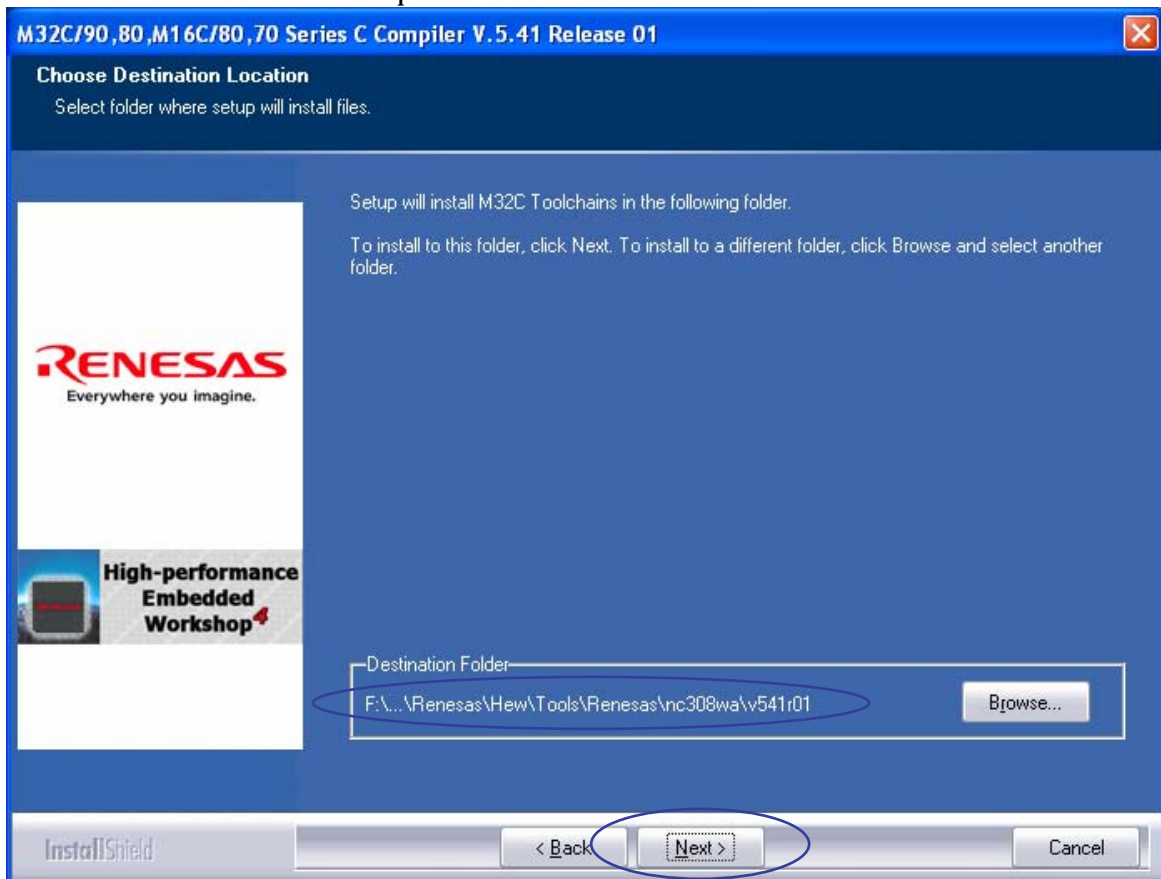 M32C/90,80,M16C/80,70 Series C Compiler V.5.41 Release 01
Choose Destination Location
Select folder where setup will install files.
Setup will install M32C Toolchains in the following folder.
To install to this folder, click Next. To install to a different folder, click Browse and select another
folder.
RENESAS
Everywhere you imagine.
High-performance
Embedded
Workshop4
RENESAS
Destination Folder
F:\...\Renesas\Hew\Tools\Renesas\nc308wa\v541r01
Browse...
InstallShield
< Back
Next >
Cancel